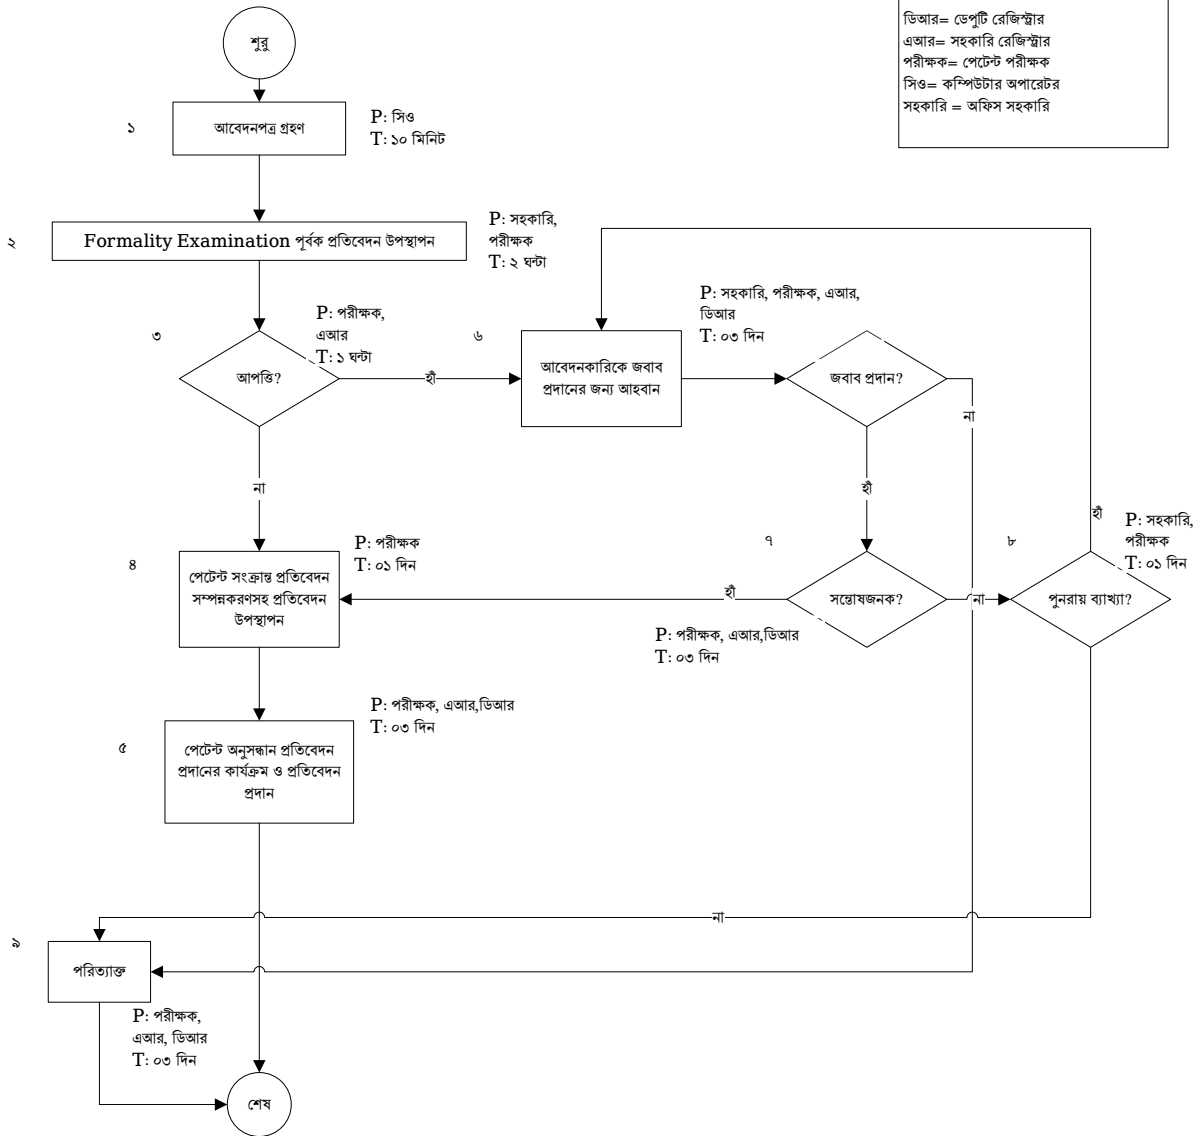 শুরু
ডিআর= ডেপুটি রেজিস্ট্রার
এআর= সহকারি রেজিস্ট্রার
পরীক্ষক= পেটেন্ট পরীক্ষক
সিও= কম্পিউটার অপারেটর
সহকারি = অফিস সহকারি
১
আবেদনপত্র গ্রহণ
P: সিও
T: ১০ মিনিট
২
Formality Examination পূর্বক প্রতিবেদন উপস্থাপন
P: সহকারি,
পরীক্ষক
T: ২ ঘন্টা
৩
আপত্তি?
P: পরীক্ষক,
এআর
T: ১ ঘন্টা
হ্যাঁ
না
৬
আবেদনকারিকে জবাব
প্রদানের জন্য আহবান
P: সহকারি, পরীক্ষক, এআর,
ডিআর
T: ০৩ দিন
জবাব প্রদান?
না
হ্যাঁ
৪
পেটেন্ট সংক্রান্ত প্রতিবেদন
সম্পন্নকরণসহ প্রতিবেদন
উপস্থাপন
P: পরীক্ষক
T: ০১ দিন
৭
সন্তোষজনক?
হ্যাঁ
না
P: পরীক্ষক, এআর,ডিআর
T: ০৩ দিন
৮
পুনরায় ব্যাখ্যা?
হ্যাঁ
P: সহকারি,
পরীক্ষক
T: ০১ দিন
৫
পেটেন্ট অনুসন্ধান প্রতিবেদন
প্রদানের কার্যক্রম ও প্রতিবেদন
প্রদান
P: পরীক্ষক, এআর,ডিআর
T: ০৩ দিন
না
৯
পরিত্যাক্ত
P: পরীক্ষক,
এআর, ডিআর
T: ০৩ দিন
শেষ